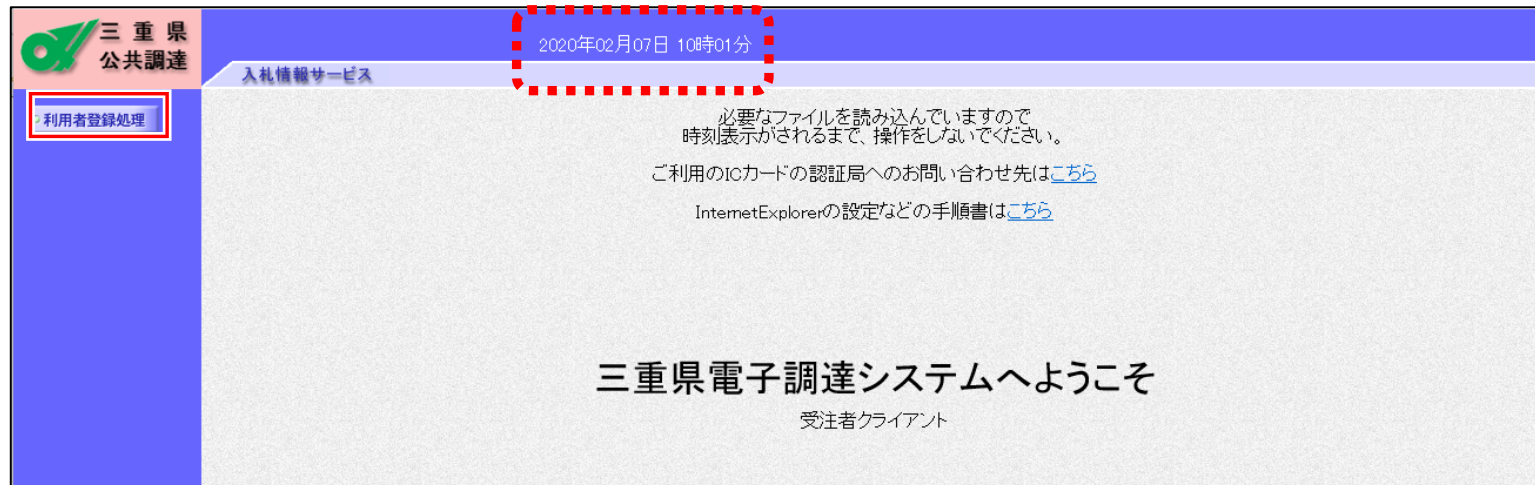 三重県
公共調達
2020年02月07日 10時01分
入札情報サービス
利用者登録処理
必要なファイルを読み込んでいますので
時刻表示がされるまで、操作をしないでください。
ご利用のICカードの認証局へのお問い合わせ先はこちら
InternetExplorerの設定などの手順書はこちら
三重県電子調達システムへようこそ
受注者クライアント